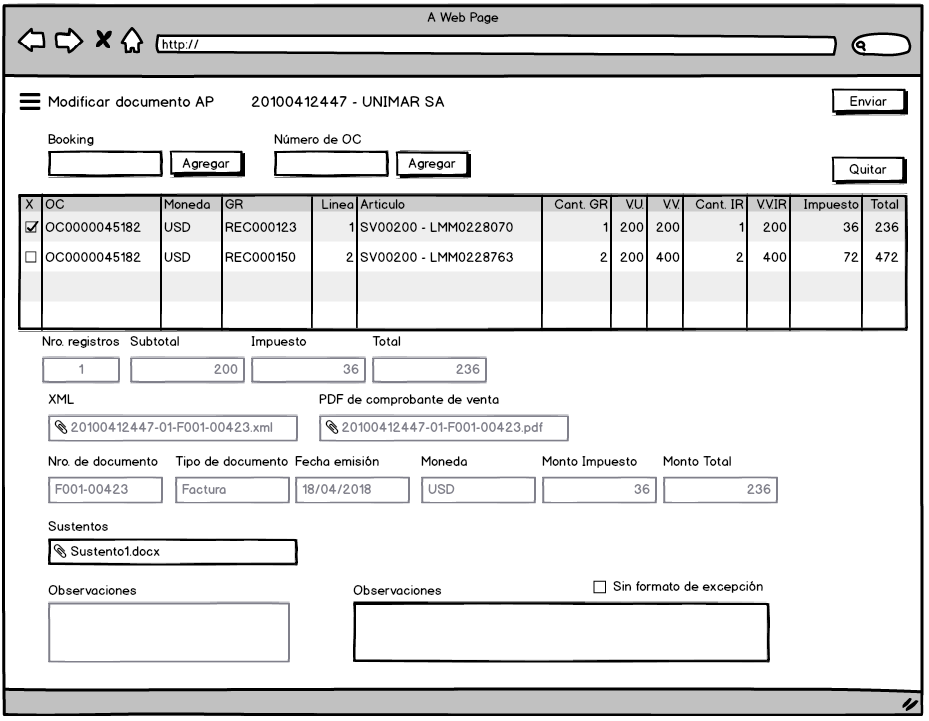 A Web Page
http://
Modificar documento AP 20100412447 - UNIMAR SA Enviar
Booking Número de OC
Agregar Agregar
Quitar
X OC Moneda GR Linea Articulo Cant. GR V.U. V.V. Cant. IR V.V.IR Impuesto Total
OC0000045182 USD REC000123 1 SV00200 - LMM0228070 1 200 200 1 200 36 236
OC0000045182 USD REC000150 2 SV00200 - LMM0228763 2 200 400 2 400 72 472
Nro. registros Subtotal Impuesto Total
1 200 36 236
XML PDF de comprobante de venta
20100412447-01-F001-00423.xml 20100412447-01-F001-00423.pdf
Nro. de documento Tipo de documento Fecha emisión Moneda Monto Impuesto Monto Total
F001-00423 Factura 18/04/2018 USD 36 236
Sustentos
Sustento1.docx
Observaciones Observaciones Sin formato de excepción